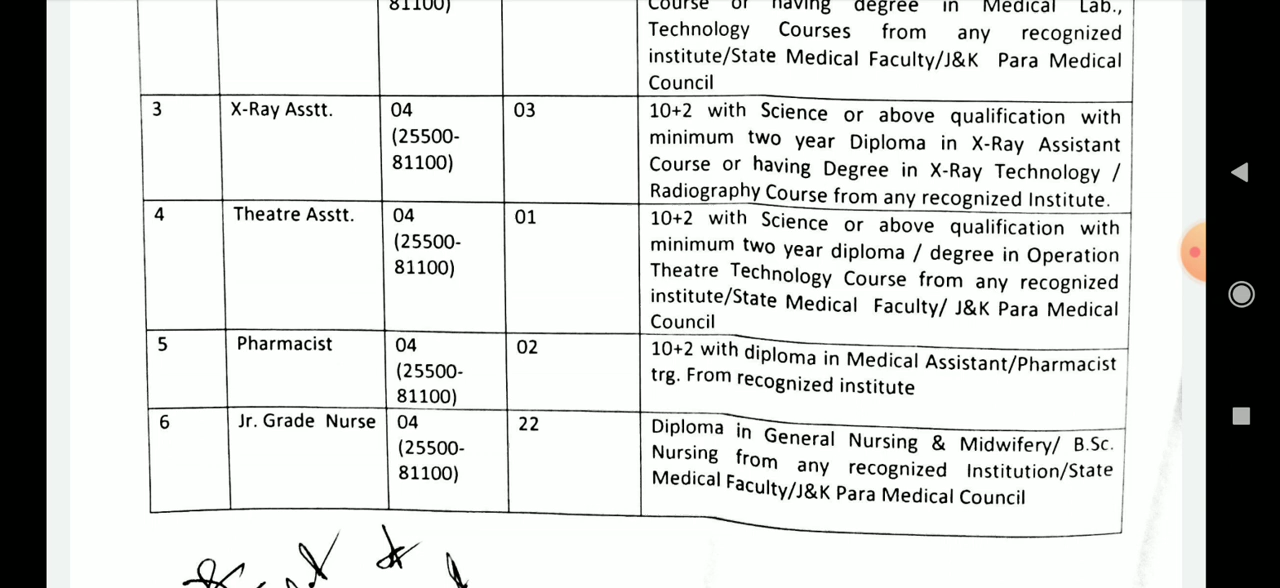 81100)
Course or having degree in Medical Lab.,
Technology Courses from any recognized
institute/State Medical Faculty/J&K Para Medical
Council
3 X-Ray Asstt. 04 03 10+2 with Science or above qualification with
(25500- minimum two year Diploma in X-Ray Assistant
81100) Course or having Degree in X-Ray Technology /
Radiography Course from any recognized Institute.
4 Theatre Asstt. 04 01 10+2 with Science or above qualification with
(25500- minimum two year diploma / degree in Operation
81100) Theatre Technology Course from any recognized
institute/State Medical Faculty/ J&K Para Medical
Council
5 Pharmacist 04 02 10+2 with diploma in Medical Assistant/Pharmacist
(25500- trg. From recognized institute
81100)
6 Jr. Grade Nurse 04 22 Diploma in General Nursing & Midwifery/ B.Sc.
(25500- Nursing from any recognized Institution/State
81100) Medical Faculty/J&K Para Medical Council